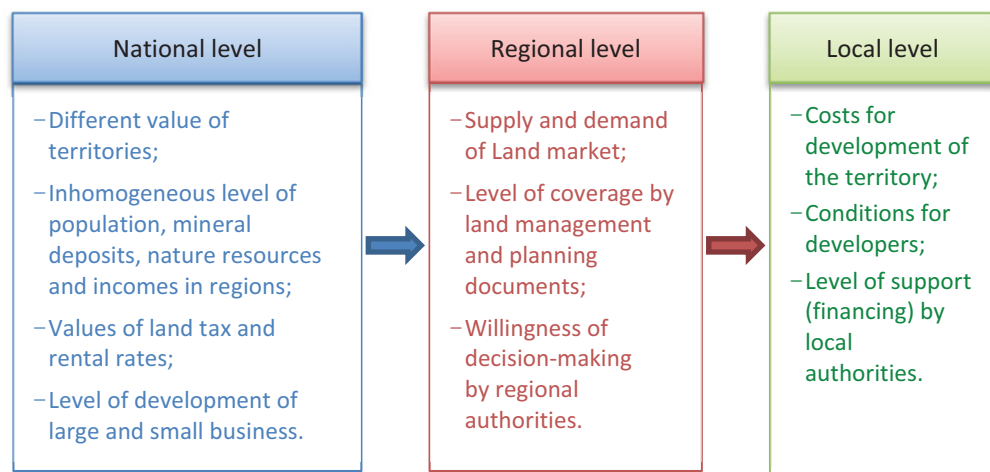 National level
–Different value of
territories;
–Inhomogeneous level of
population, mineral
deposits, nature resources
and incomes in regions;
–Values of land tax and
rental rates;
–Level of development of
large and small business.
Regional level
–Supply and demand
of Land market;
–Level of coverage by
land management
and planning
documents;
–Willingness of
decision-making
by regional
authorities.
Local level
–Costs for
development of
the territory;
–Conditions for
developers;
–Level of support
(financing) by
local
authorities.